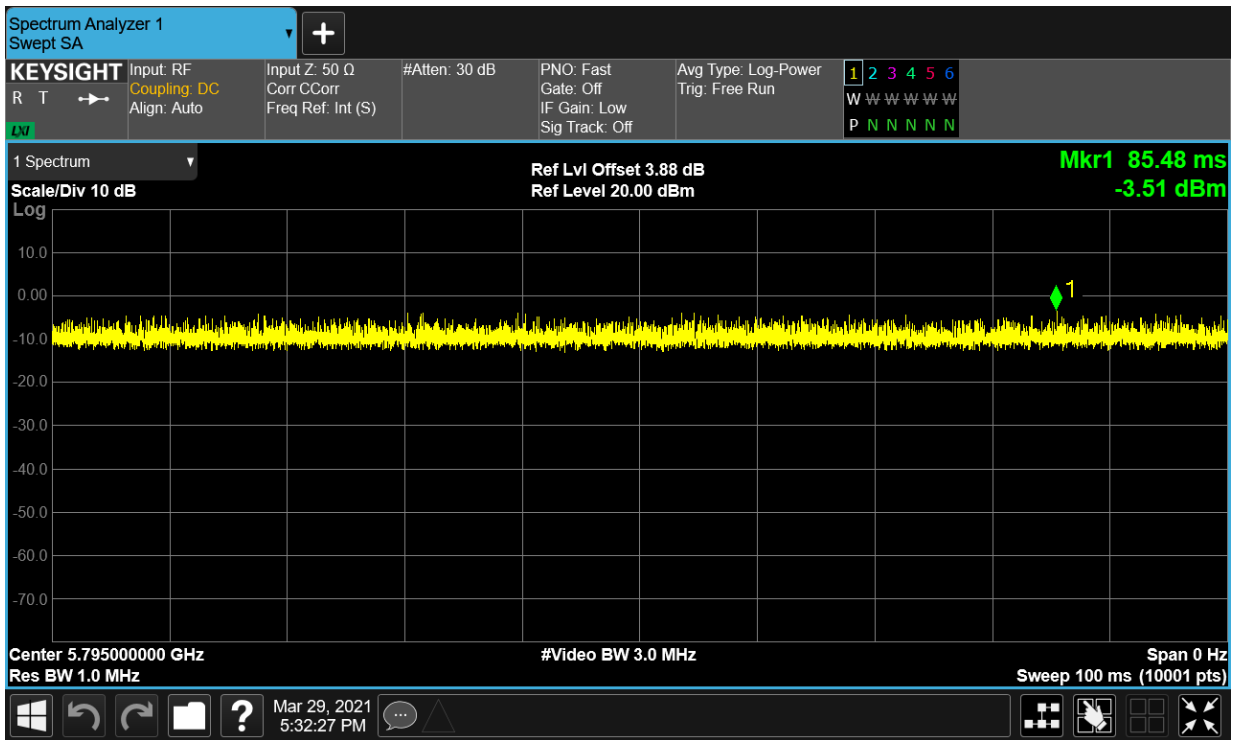 Spectrum Analyzer 1
Swept SA
KEYSIGHT
R T
LXI
Input: RF
Coupling: DC
Align: Auto
Input Z: 50 Ω
Corr CCorr
Freq Ref: Int (S)
#Atten: 30 dB
PNO: Fast
Gate: Off
IF Gain: Low
Sig Track: Off
Avg Type: Log-Power
Trig: Free Run
1 2 3 4 5 6
W W W W W W
P N N N N N
1 Spectrum
Scale/Div 10 dB
Log
Ref Lvl Offset 3.88 dB
Ref Level 20.00 dBm
Mkr1 85.48 ms
-3.51 dBm
10.0
0.00
-10.0
-20.0
-30.0
-40.0
-50.0
-60.0
-70.0
1
Center 5.795000000 GHz
Res BW 1.0 MHz
#Video BW 3.0 MHz
Span 0 Hz
Sweep 100 ms (10001 pts)
?
Mar 29, 2021
5:32:27 PM